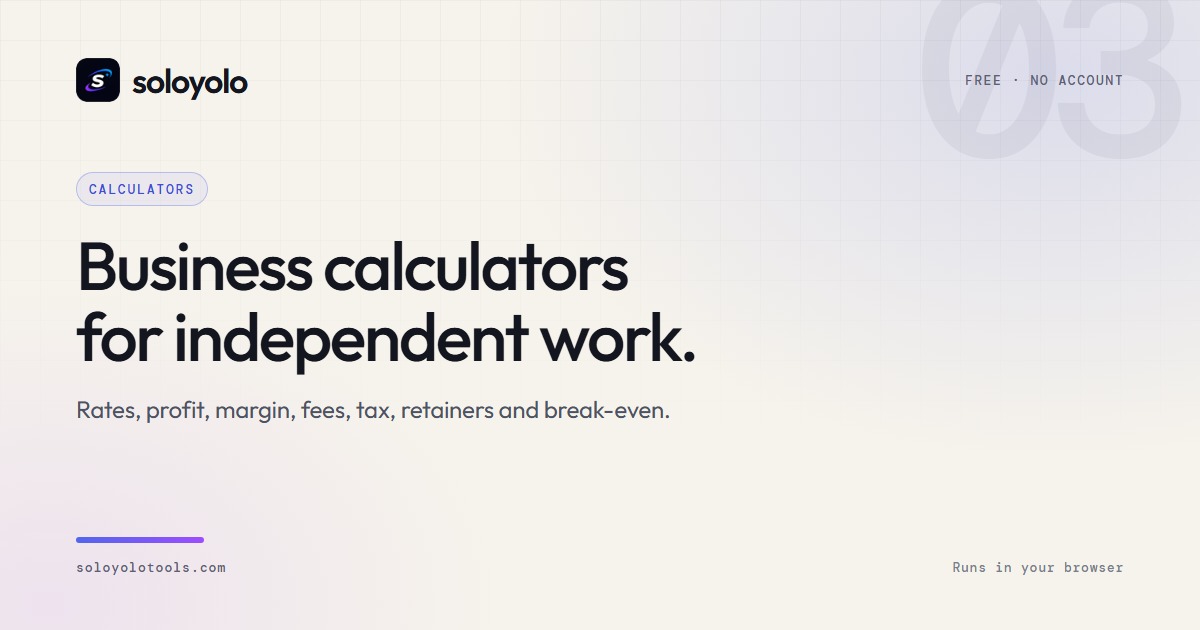 03
soloyolo
FREE · NO ACCOUNT
CALCULATORS
Business calculators
for independent work.
Rates, profit, margin, fees, tax, retainers and break-even.
soloyolotools.com
Runs in your browser